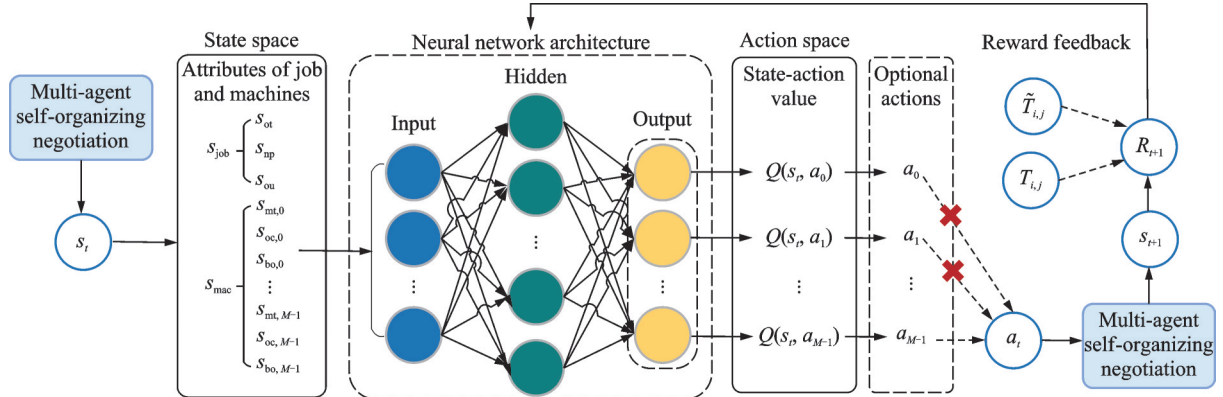 Multi-agent
self-organizing
negotiation
s_t
State space
Attributes of job
and machines
s_job
s_ot
s_np
s_ou
s_mac
s_mt,0
s_oc,0
s_bo,0
⋮
s_mt, M−1
s_oc, M−1
s_bo, M−1
Neural network architecture
Input
⋮
Hidden
⋮
Output
⋮
Action space
State-action
value
Q(s_t, a_0)
Q(s_t, a_1)
⋮
Q(s_t, a_M−1)
Optional
actions
a_0
a_1
⋮
a_M−1
a_t
Reward feedback
T̃_i,j
T_i,j
R_t+1
s_t+1
Multi-agent
self-organizing
negotiation